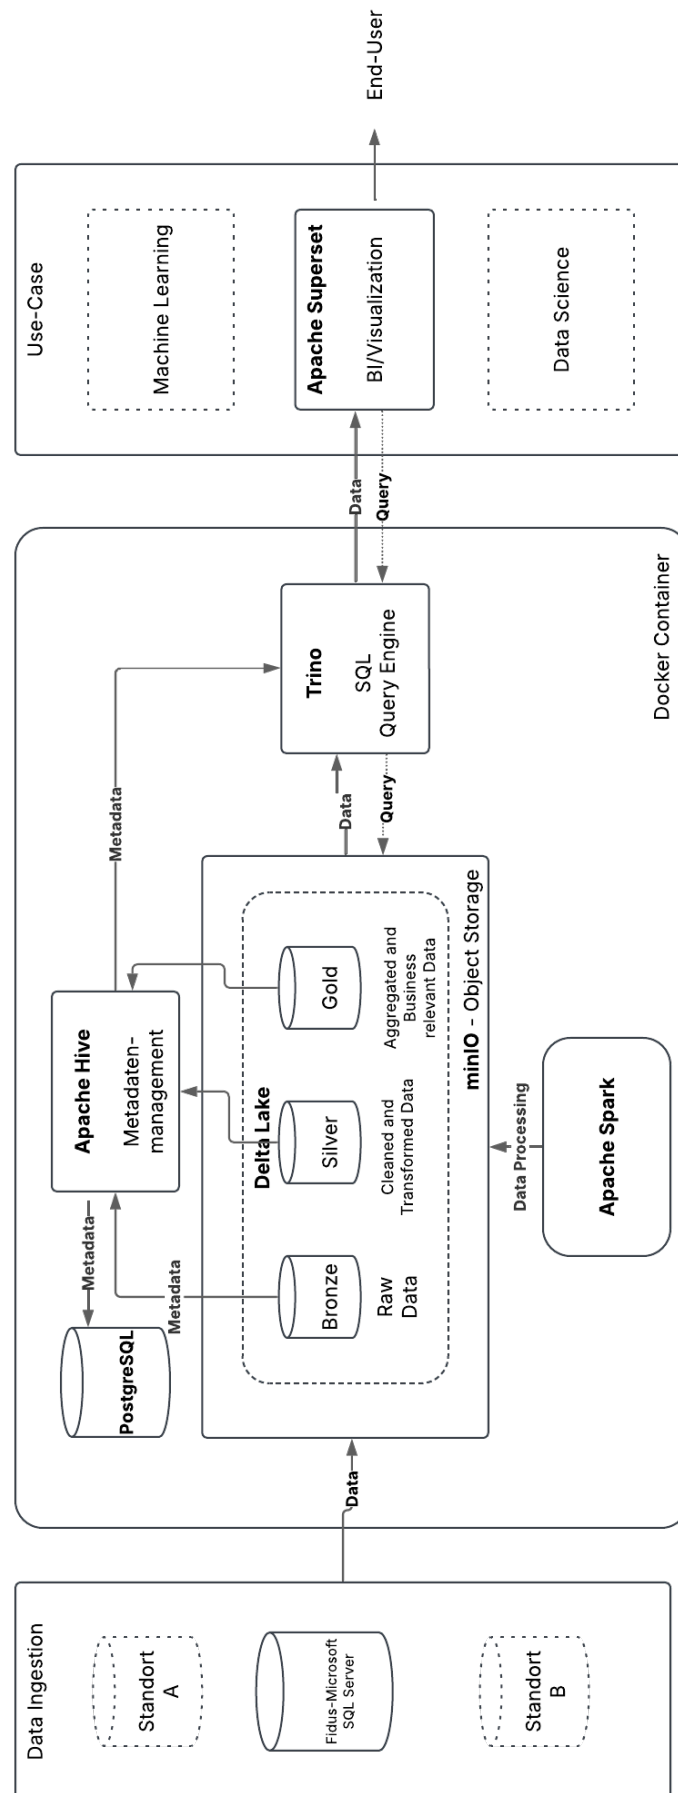 Data Ingestion
Standort
A
Fidus-Microsoft
SQL Server
Standort
B
Data
Docker Container
PostgreSQL
Metadata
Metadata
Apache Hive
Metadaten-
management
Metadata
Delta Lake
Bronze
Raw
Data
Silver
Cleaned and
Transformed Data
Gold
Aggregated and
Business
relevant Data
minIO - Object Storage
Data Processing
Apache Spark
Data
Query
Trino
SQL
Query Engine
Data
Query
Use-Case
Machine Learning
Apache Superset
BI/Visualization
Data Science
End-User